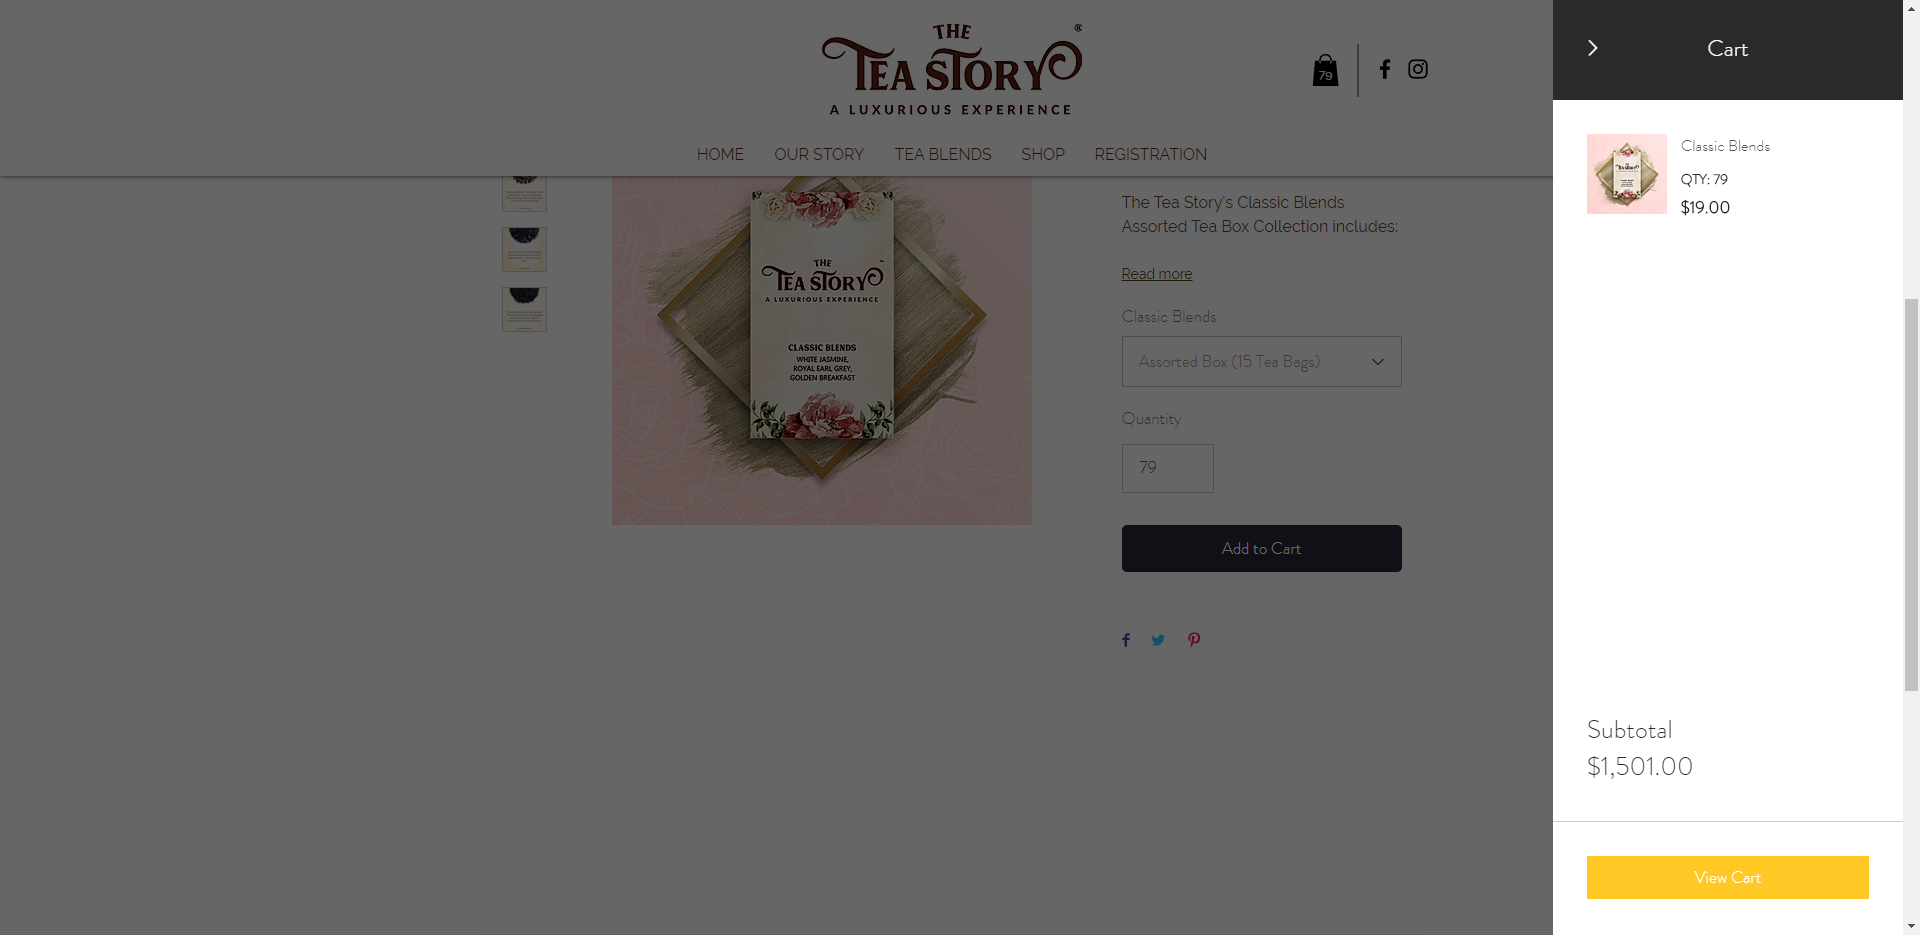 THE
TEA STORY®
A LUXURIOUS EXPERIENCE
79
HOME
OUR STORY
TEA BLENDS
SHOP
REGISTRATION
THE
TEA STORY
A LUXURIOUS EXPERIENCE
CLASSIC BLENDS
WHITE JASMINE,
ROYAL EARL GREY,
GOLDEN BREAKFAST
The Tea Story's Classic Blends
Assorted Tea Box Collection includes:
Read more
Classic Blends
Assorted Box (15 Tea Bags)
Quantity
79
Add to Cart
Cart
Classic Blends
QTY: 79
$19.00
Subtotal
$1,501.00
View Cart